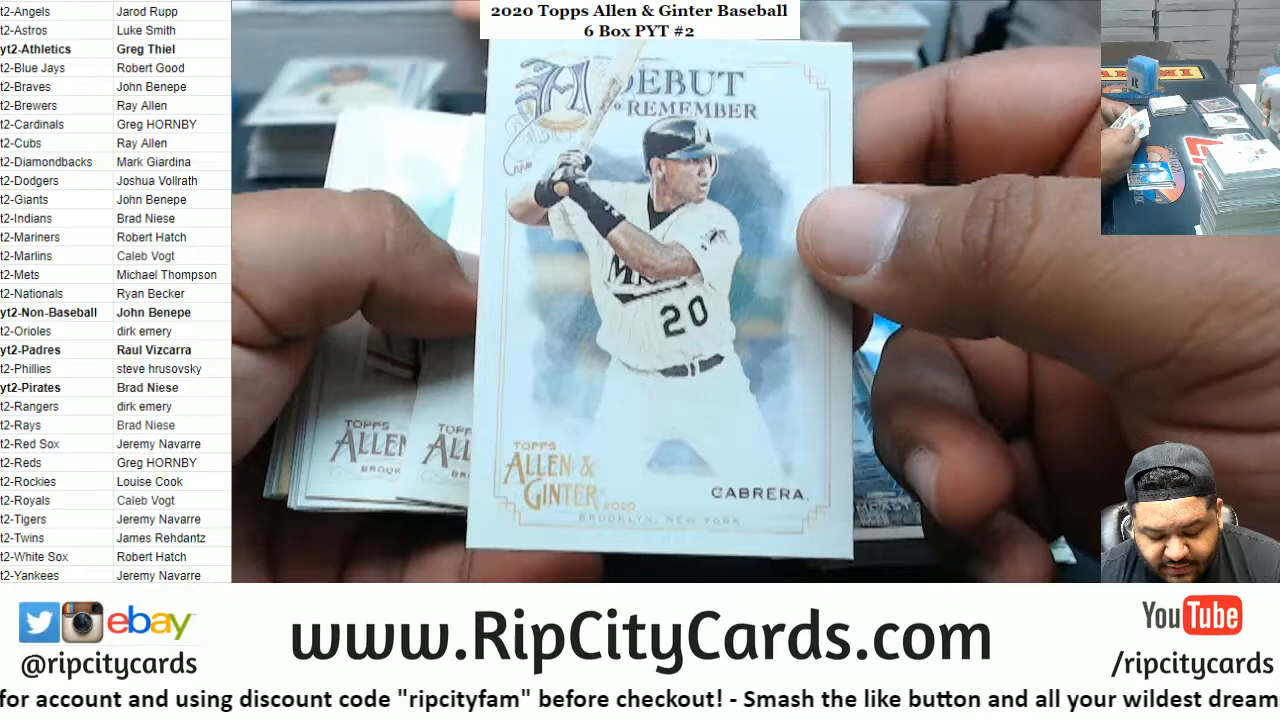 2020 Topps Allen & Ginter Baseball
6 Box PYT #2
t2-Angels Jarod Rupp
t2-Astros Luke Smith
yt2-Athletics Greg Thiel
t2-Blue Jays Robert Good
t2-Braves John Benepe
t2-Brewers Ray Allen
t2-Cardinals Greg HORNBY
t2-Cubs Ray Allen
t2-Diamondbacks Mark Giardina
t2-Dodgers Joshua Vollrath
t2-Giants John Benepe
t2-Indians Brad Niese
t2-Mariners Robert Hatch
t2-Marlins Caleb Vogt
t2-Mets Michael Thompson
t2-Nationals Ryan Becker
yt2-Non-Baseball John Benepe
t2-Orioles dirk emery
yt2-Padres Raul Vizcarra
t2-Phillies steve hrusovsky
yt2-Pirates Brad Niese
t2-Rangers dirk emery
t2-Rays Brad Niese
t2-Red Sox Jeremy Navarre
t2-Reds Greg HORNBY
t2-Rockies Louise Cook
t2-Royals Caleb Vogt
t2-Tigers Jeremy Navarre
t2-Twins James Rehdantz
t2-White Sox Robert Hatch
t2-Yankees Jeremy Navarre
A DEBUT
to REMEMBER
20
TOPPS
ALLEN &
GINTER 2020
CABRERA
BROOKLYN, NEW YORK
TOPPS
ALLEN
BROOK
TOPP
ALL
ebay
@ripcitycards
www.RipCityCards.com
YouTube
/ripcitycards
for account and using discount code "ripcityfam" before checkout! - Smash the like button and all your wildest dream